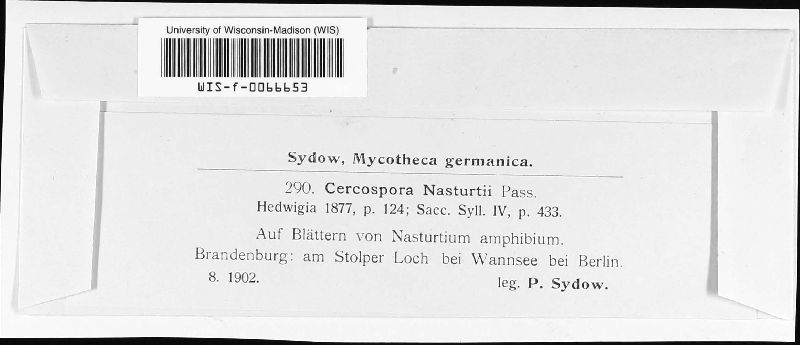 University of Wisconsin-Madison (WIS)
WIS-f-0066653
Sydow, Mycotheca germanica.
290. Cercospora Nasturtii Pass.
Hedwigia 1877, p. 124; Sacc. Syll. IV, p. 433.
Auf Blättern von Nasturtium amphibium.
Brandenburg: am Stolper Loch bei Wannsee bei Berlin.
8. 1902. leg. P. Sydow.